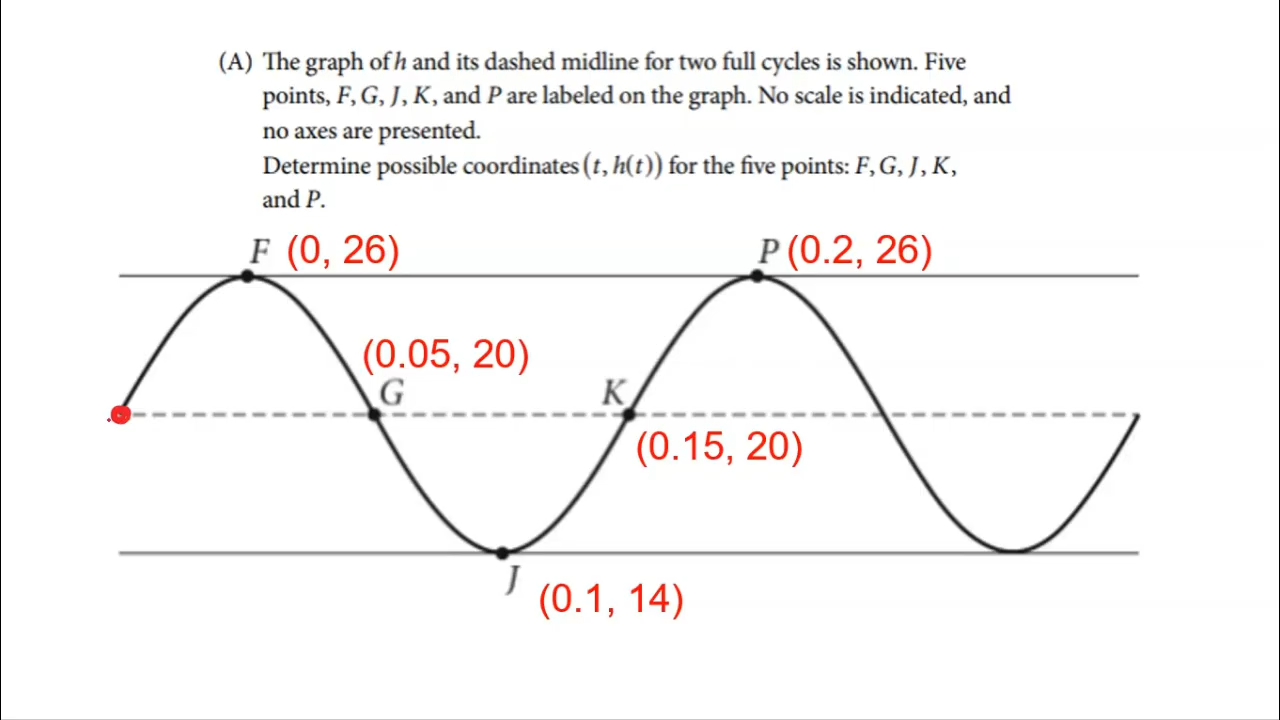 (A) The graph of h and its dashed midline for two full cycles is shown. Five
points, F, G, J, K, and P are labeled on the graph. No scale is indicated, and
no axes are presented.
Determine possible coordinates (t, h(t)) for the five points: F, G, J, K,
and P.
F (0, 26)
P (0.2, 26)
(0.05, 20)
G
K
(0.15, 20)
J
(0.1, 14)